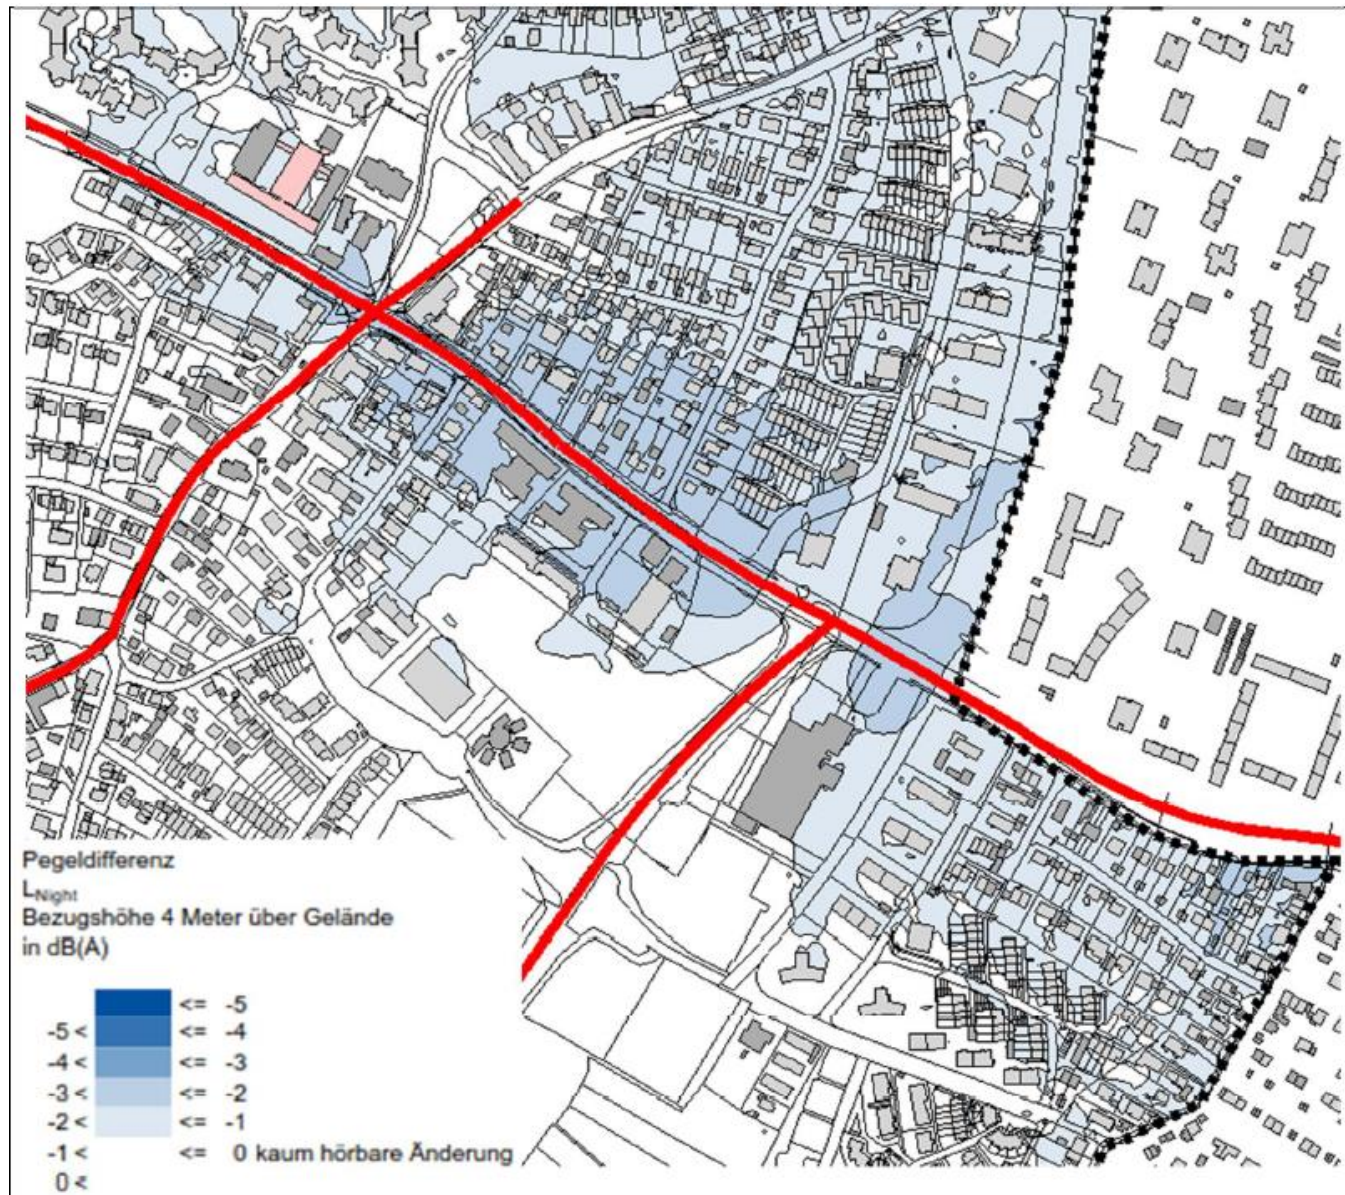 Pegeldifferenz
LNight
Bezugshöhe 4 Meter über Gelände
in dB(A)
<= -5
-5 < <= -4
-4 < <= -3
-3 < <= -2
-2 < <= -1
-1 < <= 0 kaum hörbare Änderung
0 <